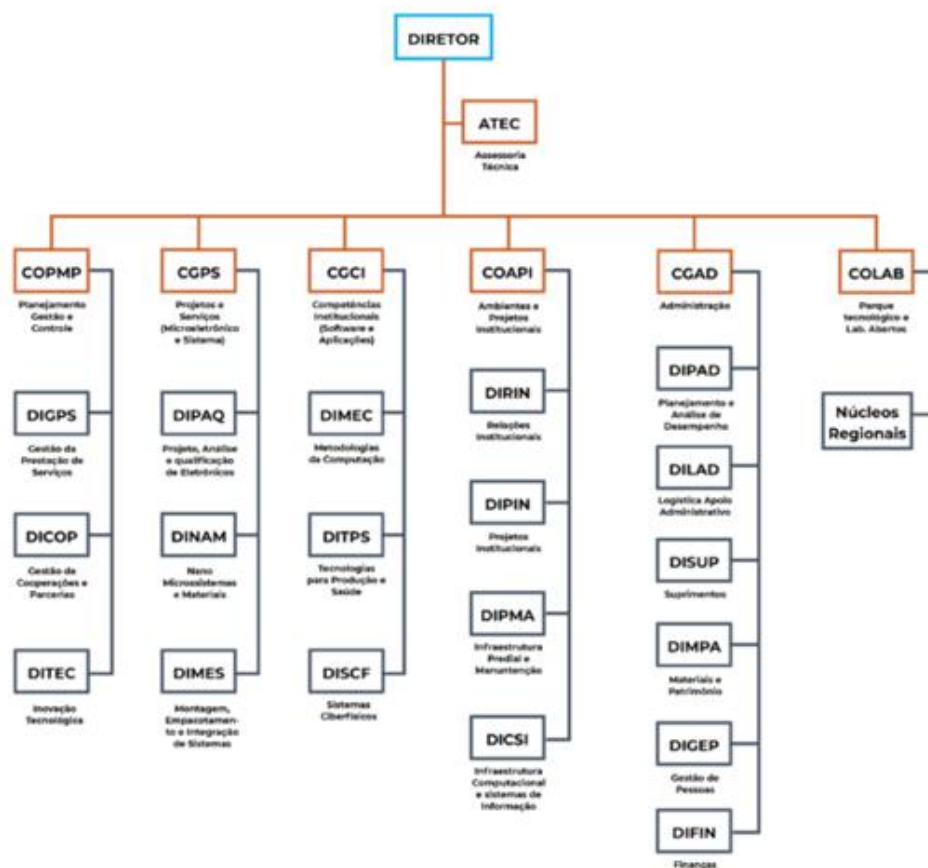 DIRETOR
ATEC
Assessoria
Técnica
COPMP
Planejamento
Gestão e
Controle
DIGPS
Gestão da
Prestação de
Serviços
DICOP
Gestão de
Cooperações e
Parcerias
DITEC
Inovação
Tecnológica
CGPS
Projetos e
Serviços
(Microeletrônico
e Sistema)
DIPAQ
Projeto, Análise
e qualificação
de Eletrônicos
DINAM
Nano
Microssistemas
e Materiais
DIMES
Montagem,
Empacotamen-
to e Integração
de Sistemas
CGCI
Competências
Institucionais
(Software e
Aplicações)
DIMEC
Metodologias
da Computação
DITPS
Tecnologias
para Produção e
Saúde
DISCF
Sistemas
Ciberfísicos
COAPI
Ambiantes e
Projetos
Institucionais
DIRIN
Relações
Institucionais
DIPIN
Projetos
Institucionais
DIPMA
Infraestrutura
Predial e
Manuntenção
DICSI
Infraestrutura
Computacional
e sistemas de
Informação
CGAD
Administração
DIPAD
Planejamento e
Análise de
Desempenho
DILAD
Logística Apoio
Administrativo
DISUP
Suprimentos
DIMPA
Materiais e
Patrimônio
DIGEP
Gestão de
Pessoas
DIFIN
Finanças
COLAB
Parque
tecnológico e
Lab. Abertos
Núcleos
Regionais